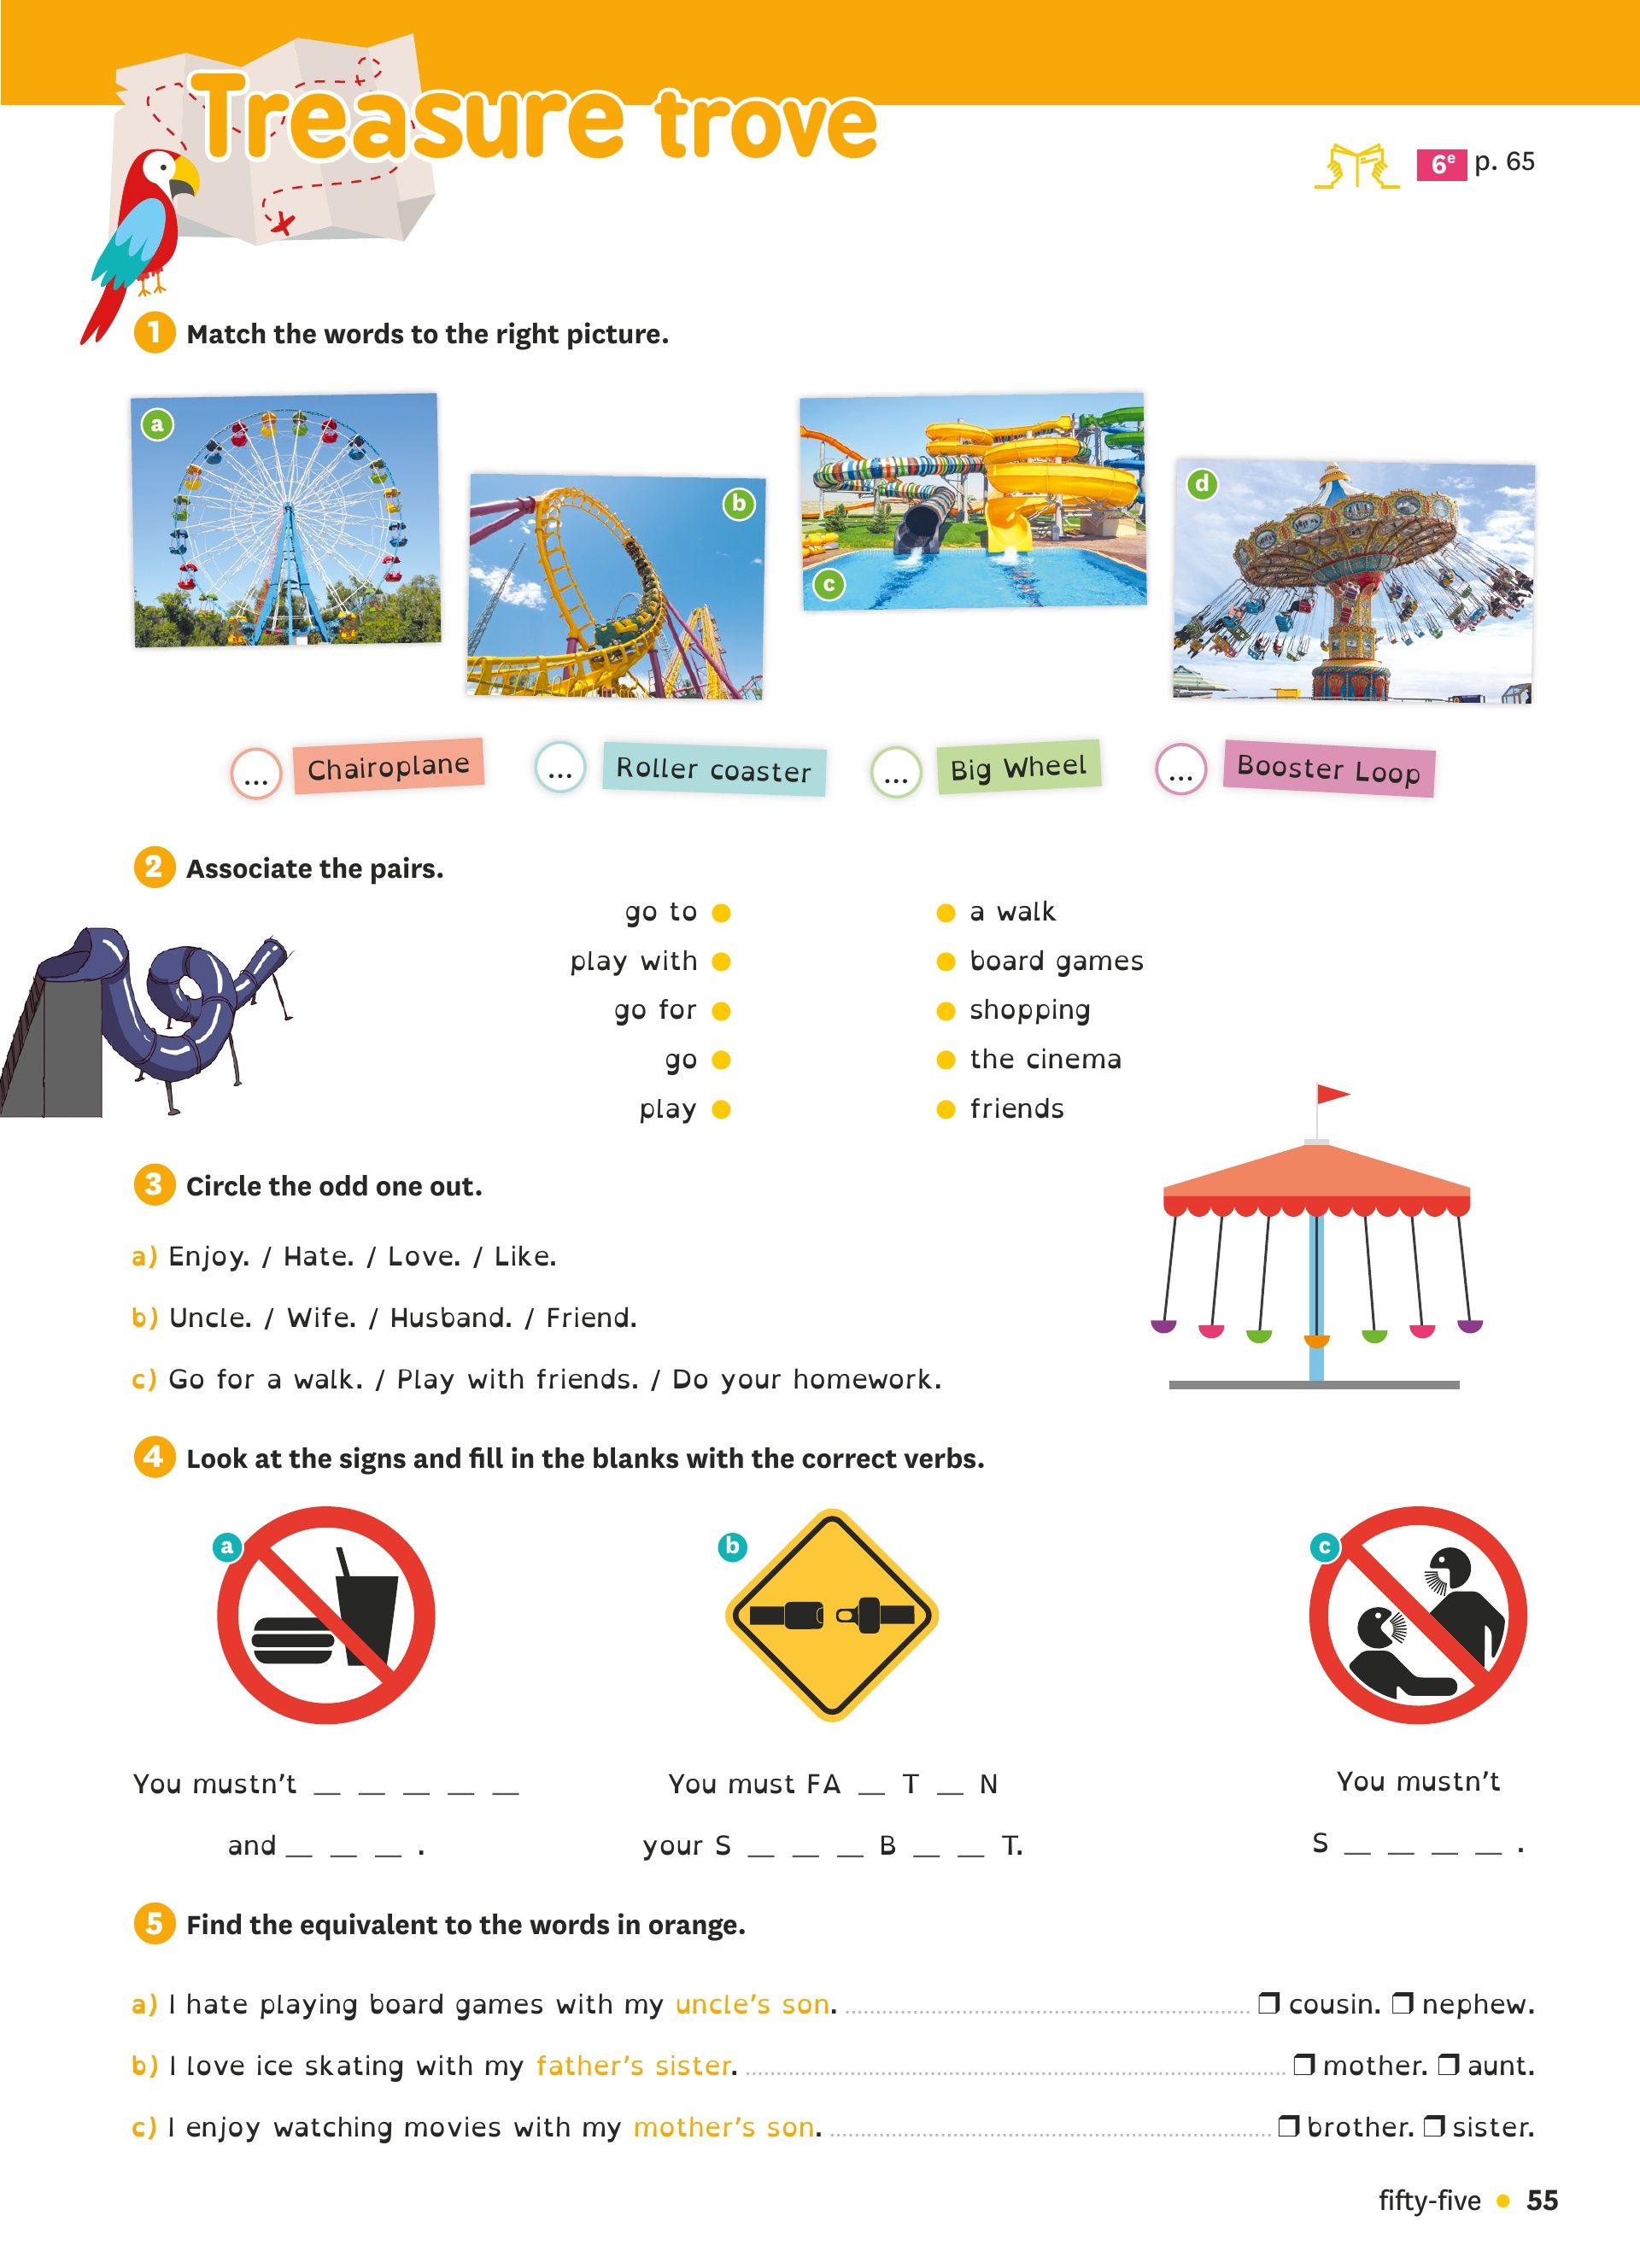 Treasure trove
6e p. 65
1 Match the words to the right picture.
a
b
c
d
... Chairoplane ... Roller coaster ... Big Wheel ... Booster Loop
2 Associate the pairs.
go to a walk
play with board games
go for shopping
go the cinema
play friends
3 Circle the odd one out.
a) Enjoy. / Hate. / Love. / Like.
b) Uncle. / Wife. / Husband. / Friend.
c) Go for a walk. / Play with friends. / Do your homework.
4 Look at the signs and fill in the blanks with the correct verbs.
a b c
You mustn't _ _ _ _ _
and _ _ _ .
You must FA _ T _ N
your S _ _ _ B _ _ T.
You mustn't
S _ _ _ _ .
5 Find the equivalent to the words in orange.
a) I hate playing board games with my uncle's son. ❒ cousin. ❒ nephew.
b) I love ice skating with my father's sister. ❒ mother. ❒ aunt.
c) I enjoy watching movies with my mother's son. ❒ brother. ❒ sister.
fifty-five • 55